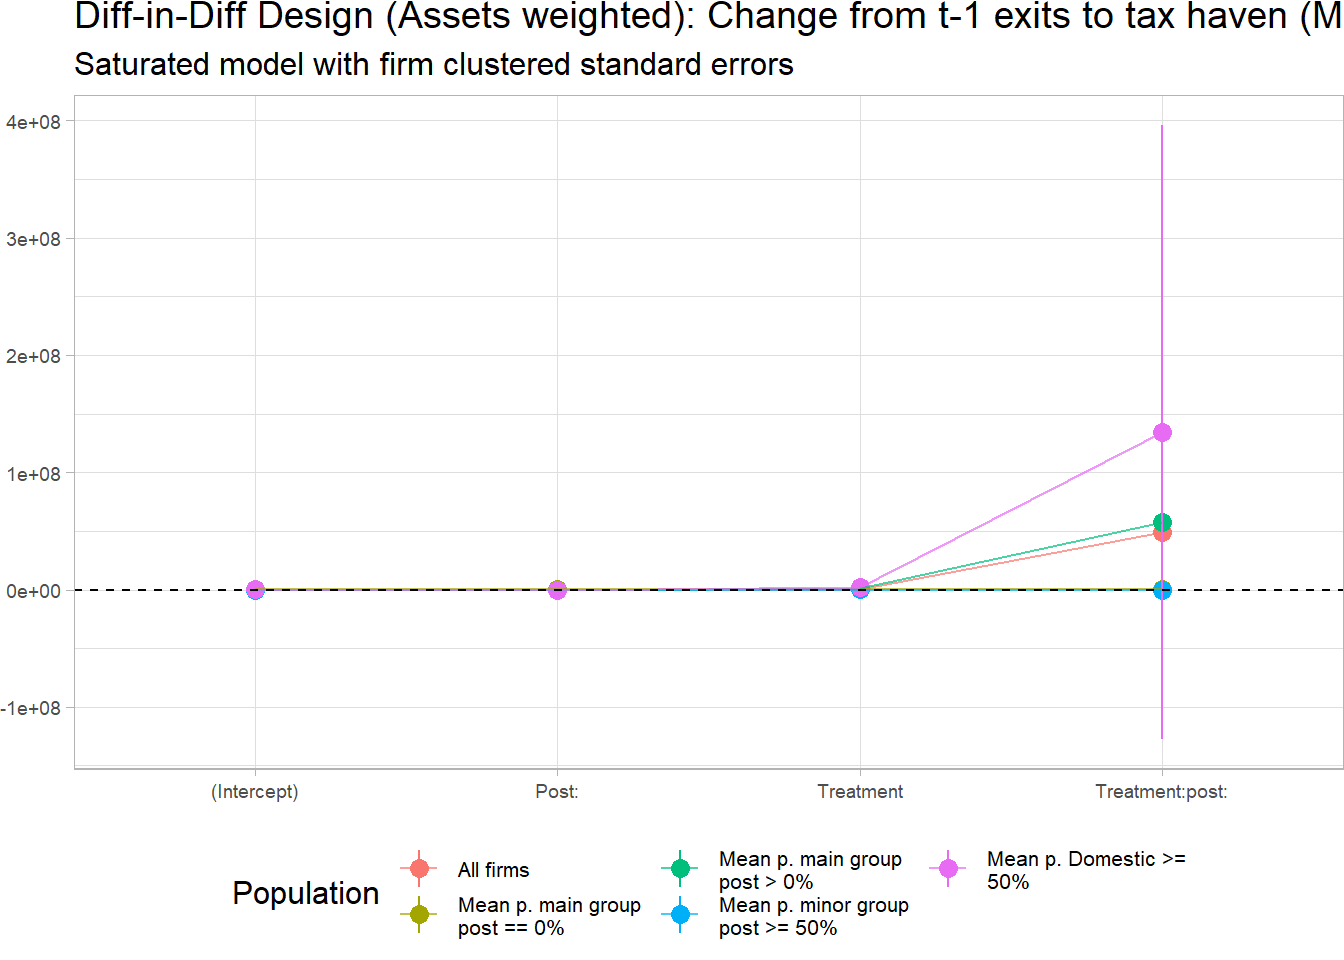 Diff-in-Diff Design (Assets weighted): Change from t-1 exits to tax haven (M
Saturated model with firm clustered standard errors
4e+08
3e+08
2e+08
1e+08
0e+00
-1e+08
(Intercept)
Post:
Treatment
Treatment:post:
Population
All firms
Mean p. main group
post == 0%
Mean p. main group
post > 0%
Mean p. minor group
post >= 50%
Mean p. Domestic >=
50%